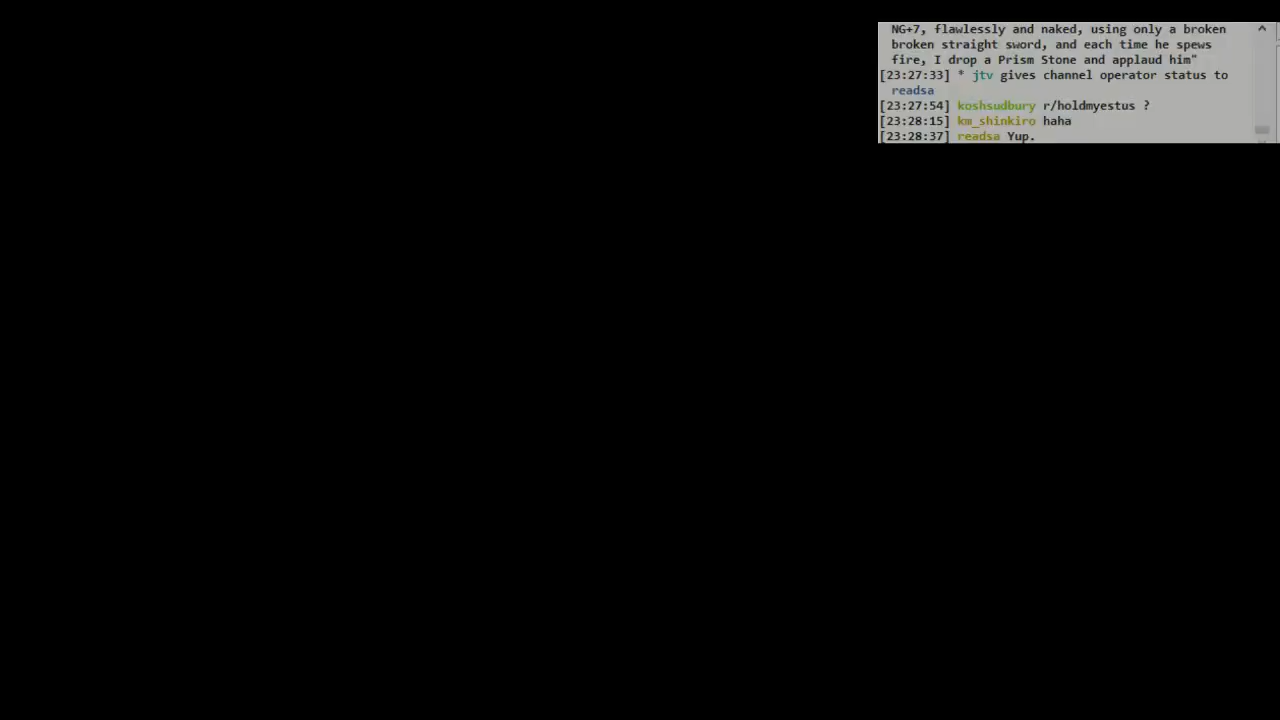 NG+7, flawlessly and naked, using only a broken
broken straight sword, and each time he spews
fire, I drop a Prism Stone and applaud him"
[23:27:33] * jtv gives channel operator status to
readsa
[23:27:54] koshsudbury r/holdmyestus ?
[23:28:15] km_shinkiro haha
[23:28:37] readsa Yup.